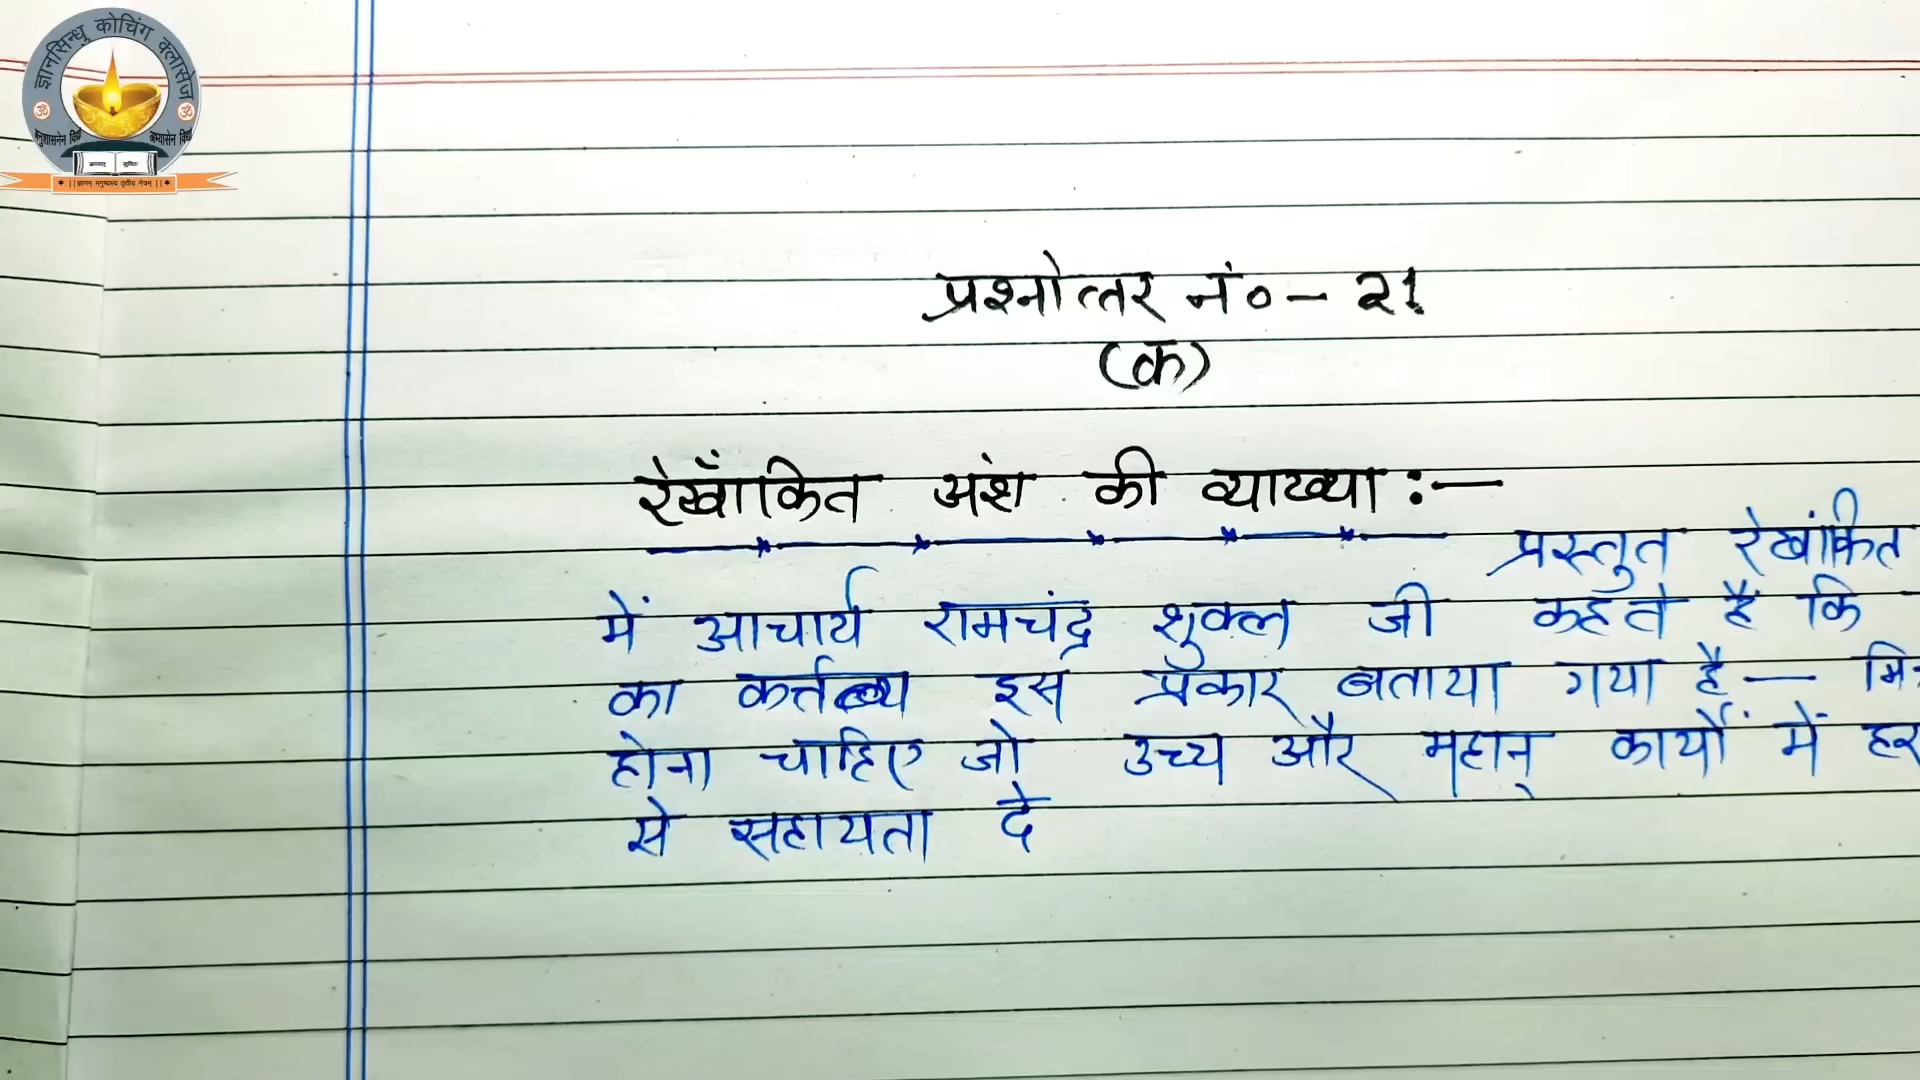 ज्ञानसिन्धु कोचिंग क्लासेज
प्रश्नोत्तर नं० - 21
(क)
रेखाँकित अंश की व्याख्या :-
प्रस्तुत रेखांकित
में आचार्य रामचंद्र शुक्ल जी कहते है कि
का कर्त्तव्य इस प्रकार बताया गया है -
होना चाहिए जो उच्च और महान् कार्यों में हर
से सहायता दे